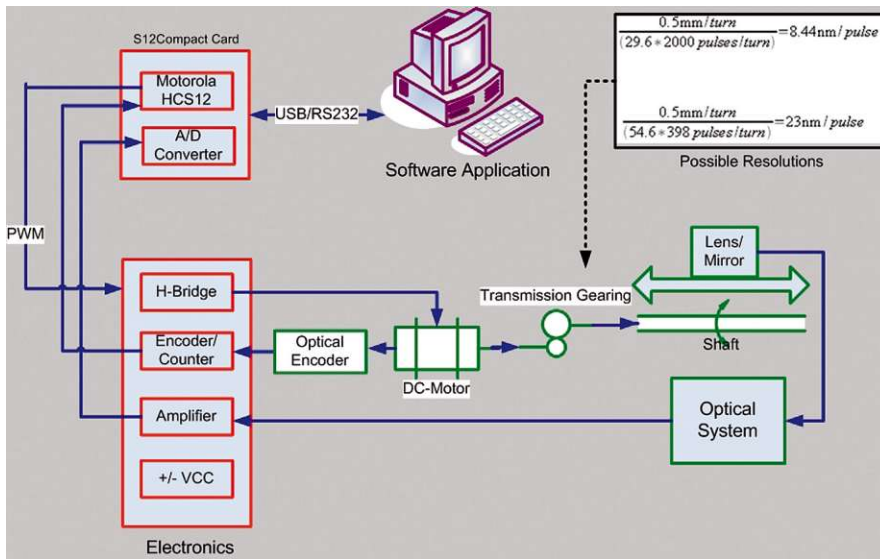 S12Compact Card
Motorola
HCS12
A/D
Converter
USB/RS232
Software Application
0.5mm/turn
(29.6*2000 pulses/turn)
=8.44nm/pulse
0.5mm/turn
(54.6*398 pulses/turn)
=23nm/pulse
Possible Resolutions
PWM
H-Bridge
Encoder/
Counter
Amplifier
+/- VCC
Electronics
Optical
Encoder
DC-Motor
Transmission Gearing
Lens/
Mirror
Shaft
Optical
System